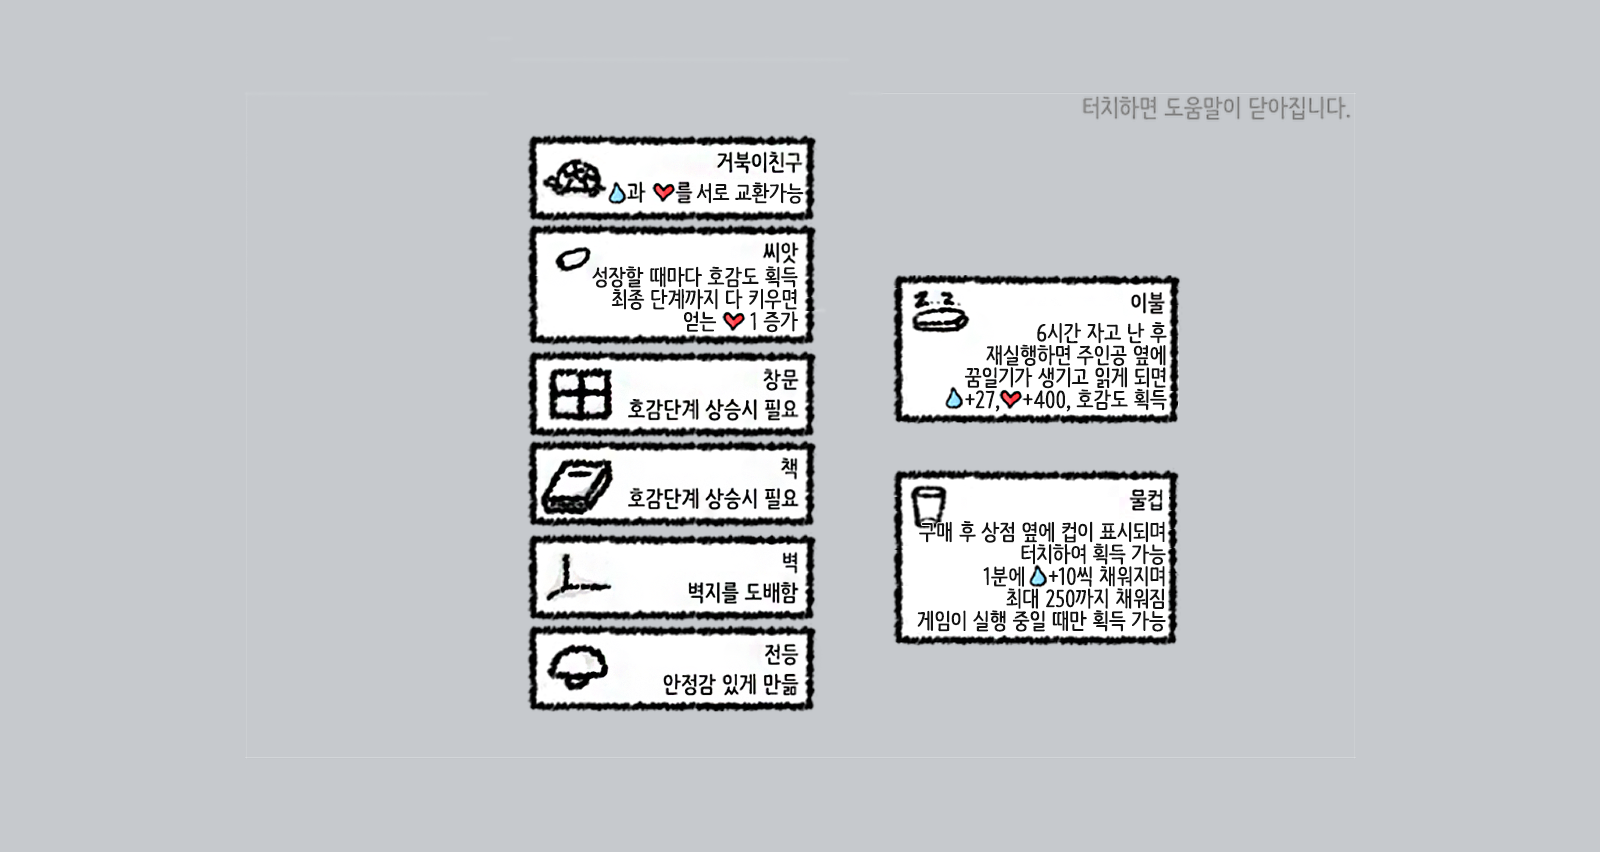 터치하면 도움말이 닫아집니다.
거북이친구
과 를 서로 교환가능
씨앗
성장할 때마다 호감도 획득
최종 단계까지 다 키우면
얻는 1 증가
창문
호감단계 상승시 필요
책
호감단계 상승시 필요
벽
벽지를 도배함
전등
안정감 있게 만듦
이불
6시간 자고 난 후
재실행하면 주인공 옆에
꿈일기가 생기고 읽게 되면
+27, +400, 호감도 획득
물컵
구매 후 상점 옆에 컵이 표시되며
터치하여 획득 가능
1분에 +10씩 채워지며
최대 250까지 채워짐
게임이 실행 중일 때만 획득 가능